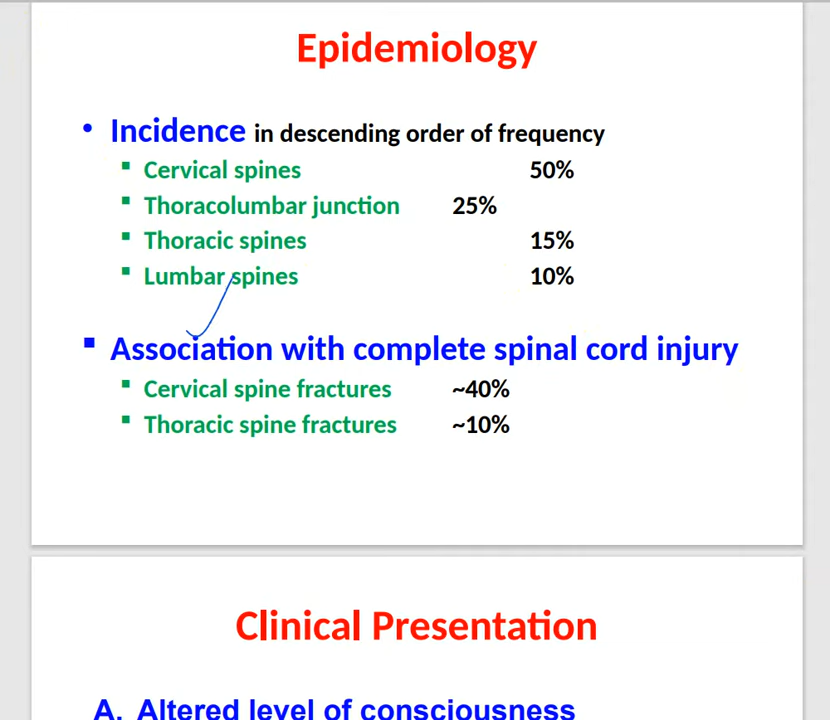 Epidemiology
• Incidence in descending order of frequency
▪ Cervical spines 50%
▪ Thoracolumbar junction 25%
▪ Thoracic spines 15%
▪ Lumbar spines 10%
▪ Association with complete spinal cord injury
▪ Cervical spine fractures ~40%
▪ Thoracic spine fractures ~10%
Clinical Presentation
A. Altered level of consciousness